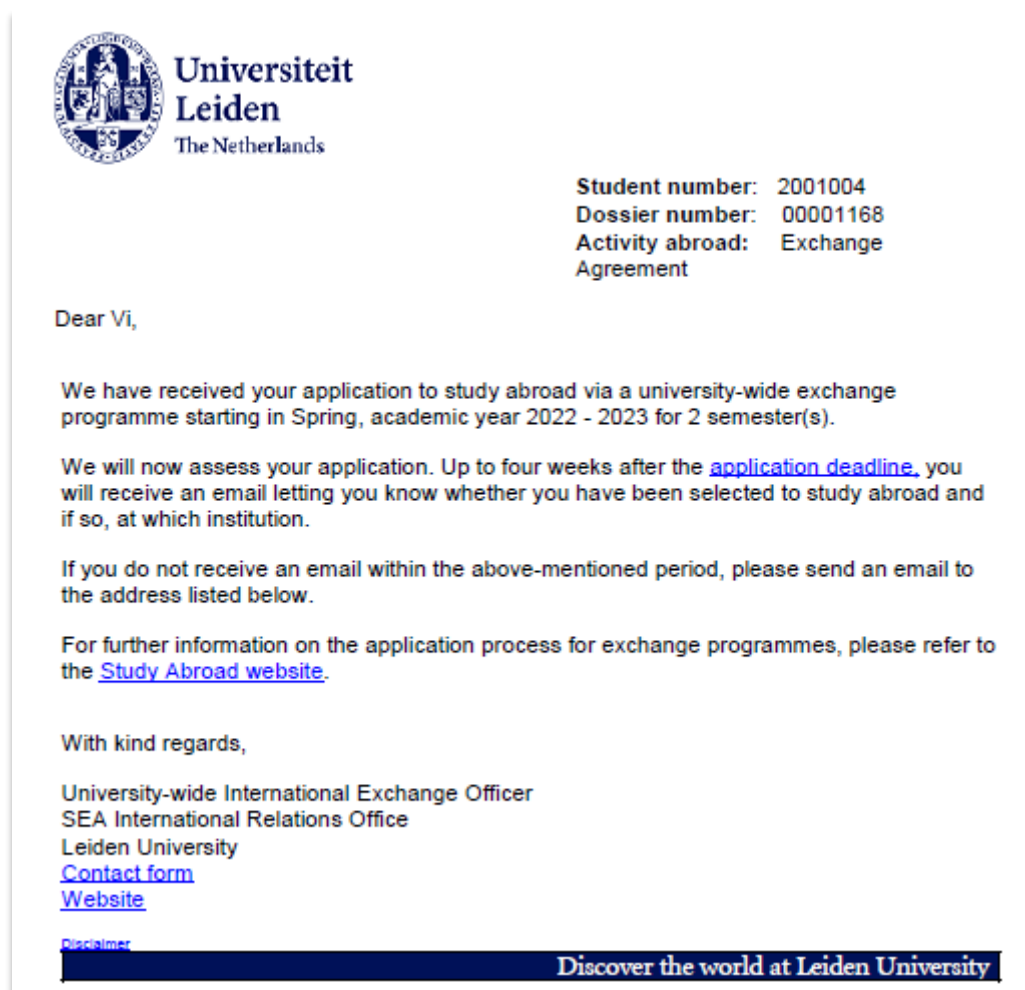 Universiteit
Leiden
The Netherlands
Student number: 2001004
Dossier number: 00001168
Activity abroad: Exchange
Agreement
Dear Vi,
We have received your application to study abroad via a university-wide exchange
programme starting in Spring, academic year 2022 - 2023 for 2 semester(s).
We will now assess your application. Up to four weeks after the application deadline, you
will receive an email letting you know whether you have been selected to study abroad and
if so, at which institution.
If you do not receive an email within the above-mentioned period, please send an email to
the address listed below.
For further information on the application process for exchange programmes, please refer to
the Study Abroad website.
With kind regards,
University-wide International Exchange Officer
SEA International Relations Office
Leiden University
Contact form
Website
Disclaimer
Discover the world at Leiden University